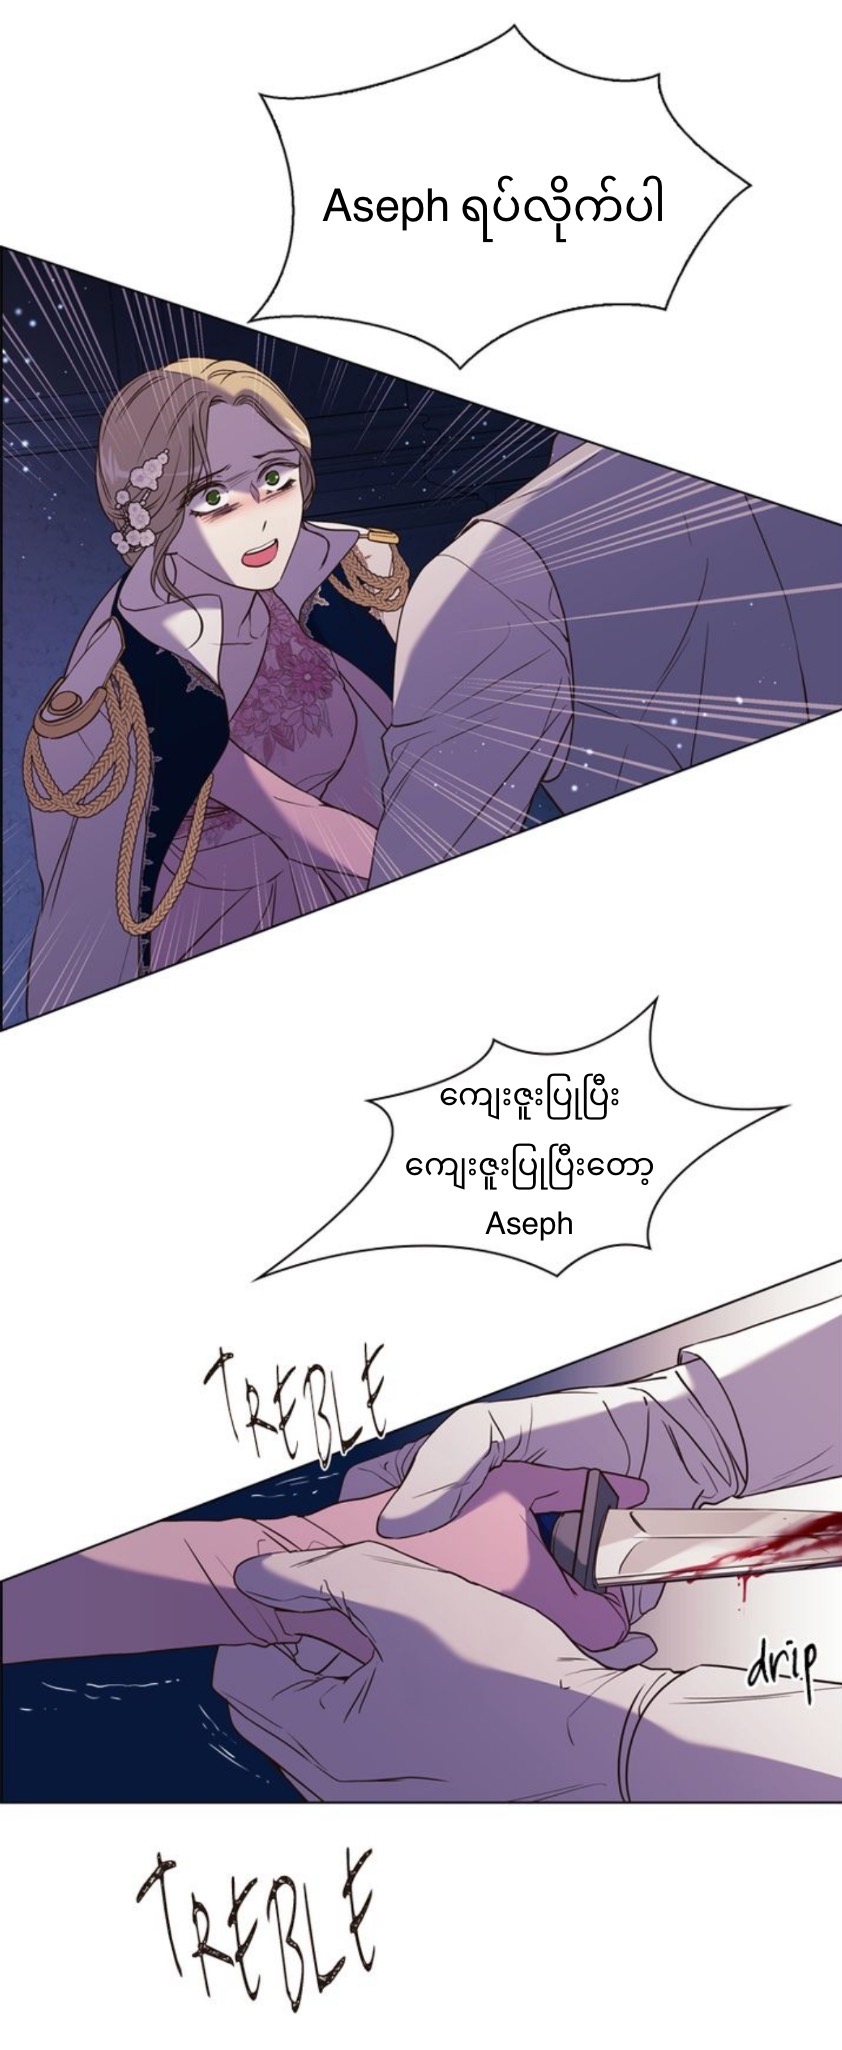 Aseph ရပ်လိုက်ပါ
ကျေးဇူးပြုပြီး
ကျေးဇူးပြုပြီးတော့
Aseph
TREBLE
drip
TREBLE